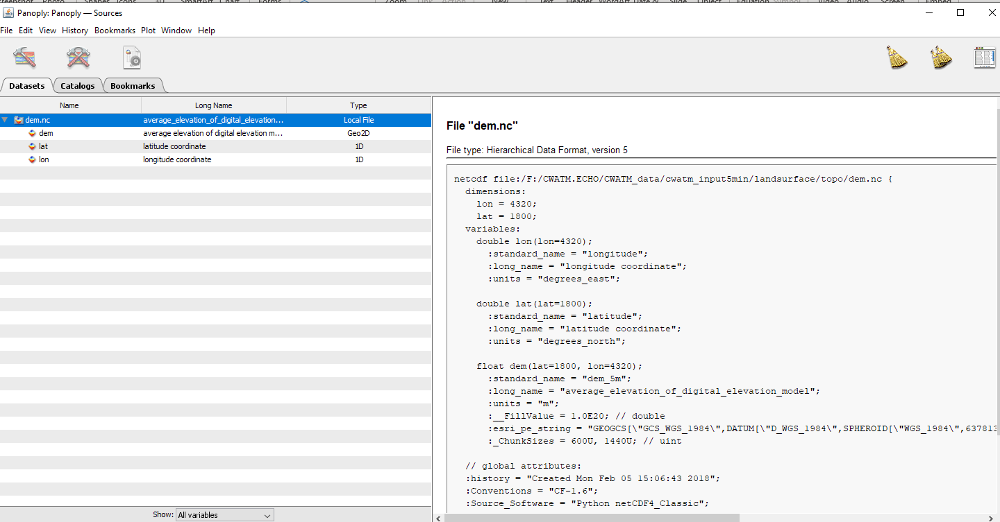 Panoply: Panoply — Sources
File Edit View History Bookmarks Plot Window Help
Datasets Catalogs Bookmarks
Name Long Name Type
dem.nc average_elevation_of_digital_elevation... Local File
dem average elevation of digital elevation m... Geo2D
lat latitude coordinate 1D
lon longitude coordinate 1D
Show: All variables
File "dem.nc"
File type: Hierarchical Data Format, version 5
netcdf file:/F:/CWATM.ECHO/CWATM_data/cwatm_input5min/landsurface/topo/dem.nc {
dimensions:
lon = 4320;
lat = 1800;
variables:
double lon(lon=4320);
:standard_name = "longitude";
:long_name = "longitude coordinate";
:units = "degrees_east";
double lat(lat=1800);
:standard_name = "latitude";
:long_name = "latitude coordinate";
:units = "degrees_north";
float dem(lat=1800, lon=4320);
:standard_name = "dem_5m";
:long_name = "average_elevation_of_digital_elevation_model";
:units = "m";
:__FillValue = 1.0E20; // double
:esri_pe_string = "GEOGCS[\"GCS_WGS_1984\",DATUM[\"D_WGS_1984\",SPHEROID[\"WGS_1984\",637813
:_ChunkSizes = 600U, 1440U; // uint
// global attributes:
:history = "Created Mon Feb 05 15:06:43 2018";
:Conventions = "CF-1.6";
:Source_Software = "Python netCDF4_Classic";